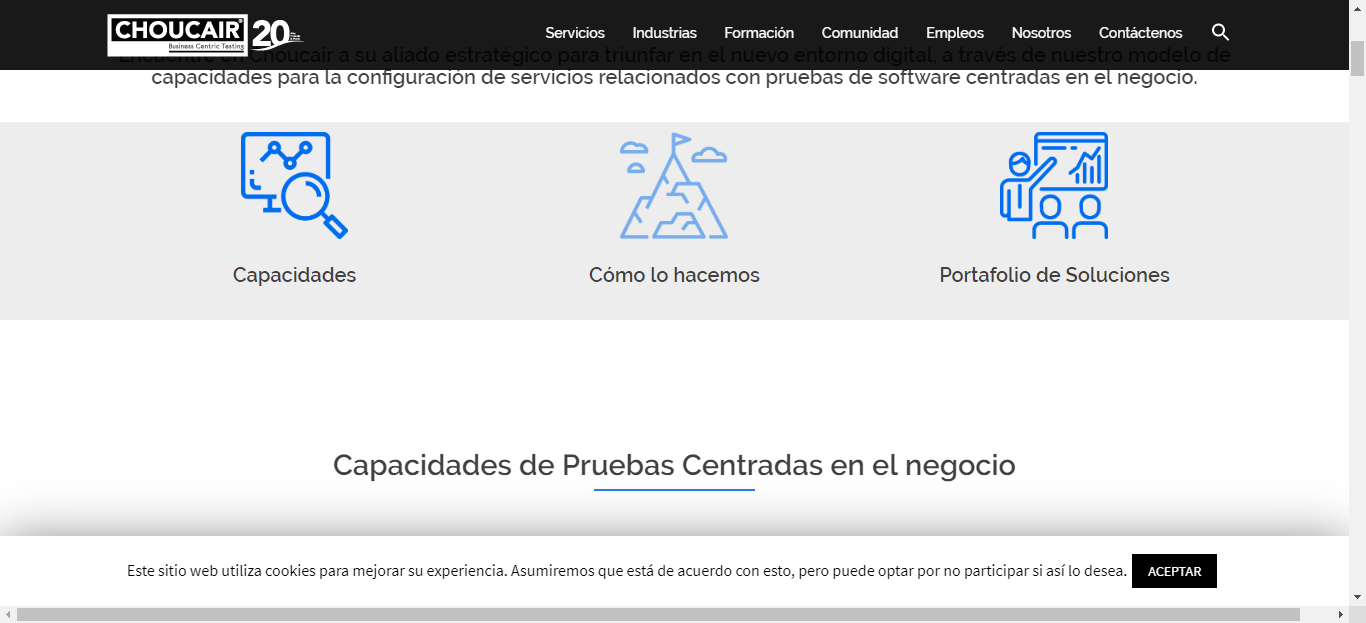 CHOUCAIR
Business Centric Testing
20
Servicios
Industrias
Formación
Comunidad
Empleos
Nosotros
Contáctenos
Encuentre en Choucair a su aliado estratégico para triunfar en el nuevo entorno digital, a través de nuestro modelo de
capacidades para la configuración de servicios relacionados con pruebas de software centradas en el negocio.
Capacidades
Cómo lo hacemos
Portafolio de Soluciones
Capacidades de Pruebas Centradas en el negocio
Este sitio web utiliza cookies para mejorar su experiencia. Asumiremos que está de acuerdo con esto, pero puede optar por no participar si así lo desea.
ACEPTAR